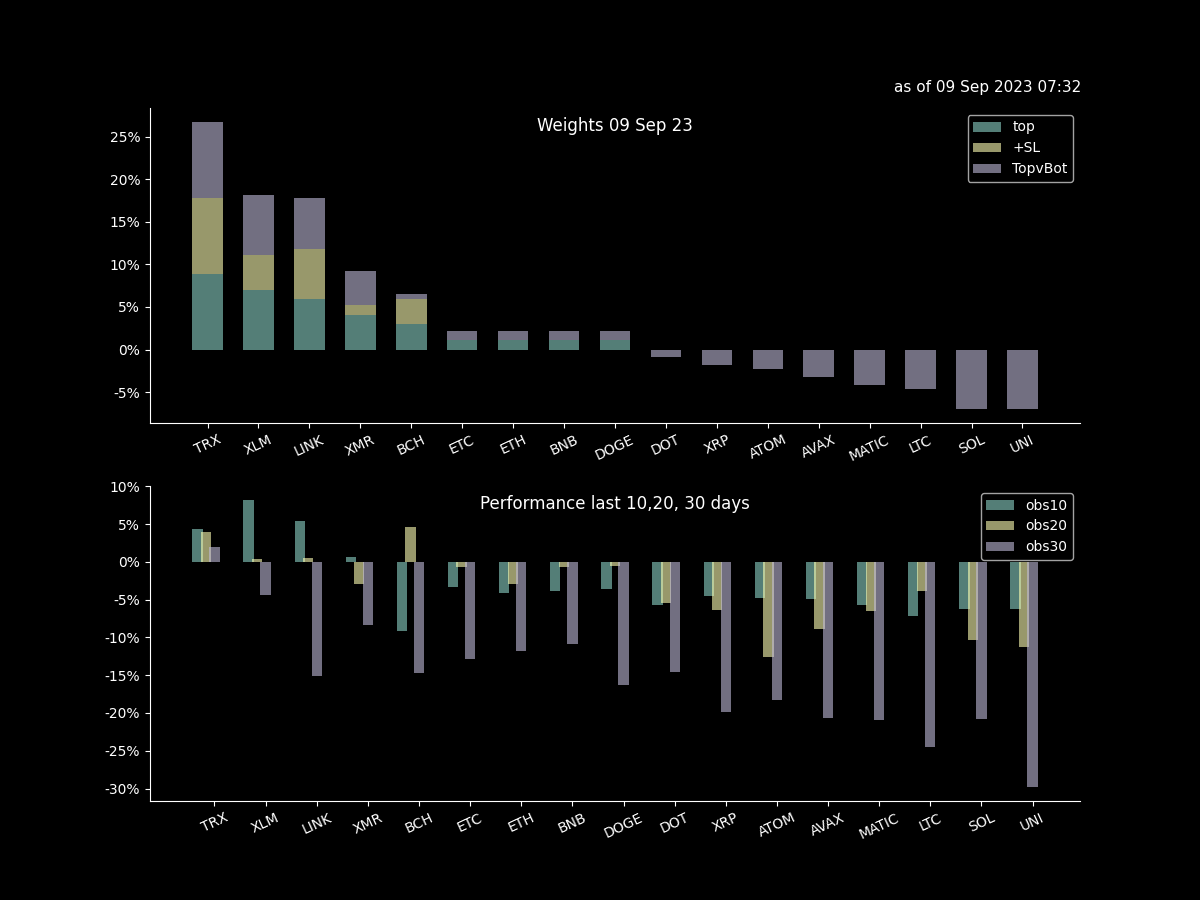 as of 09 Sep 2023 07:32
Weights 09 Sep 23
top
+SL
TopvBot
25%
20%
15%
10%
5%
0%
-5%
TRX XLM LINK XMR BCH ETC ETH BNB DOGE DOT XRP ATOM AVAX MATIC LTC SOL UNI
Performance last 10,20, 30 days
obs10
obs20
obs30
10%
5%
0%
-5%
-10%
-15%
-20%
-25%
-30%
TRX XLM LINK XMR BCH ETC ETH BNB DOGE DOT XRP ATOM AVAX MATIC LTC SOL UNI